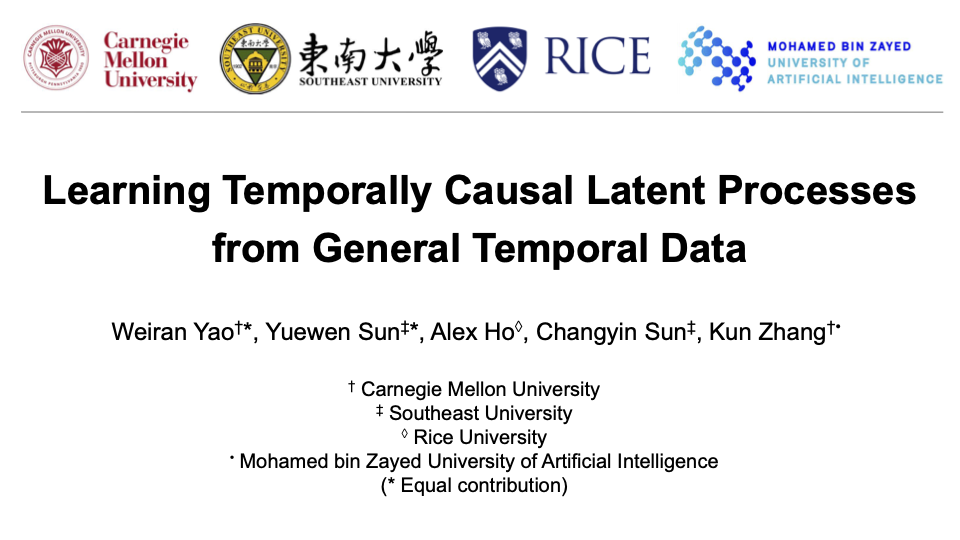 Carnegie
Mellon
University
東南大學
SOUTHEAST UNIVERSITY
RICE
MOHAMED BIN ZAYED
UNIVERSITY OF
ARTIFICIAL INTELLIGENCE
Learning Temporally Causal Latent Processes
from General Temporal Data
Weiran Yao†*, Yuewen Sun‡*, Alex Ho◊, Changyin Sun‡, Kun Zhang†•
† Carnegie Mellon University
‡ Southeast University
◊ Rice University
• Mohamed bin Zayed University of Artificial Intelligence
(* Equal contribution)